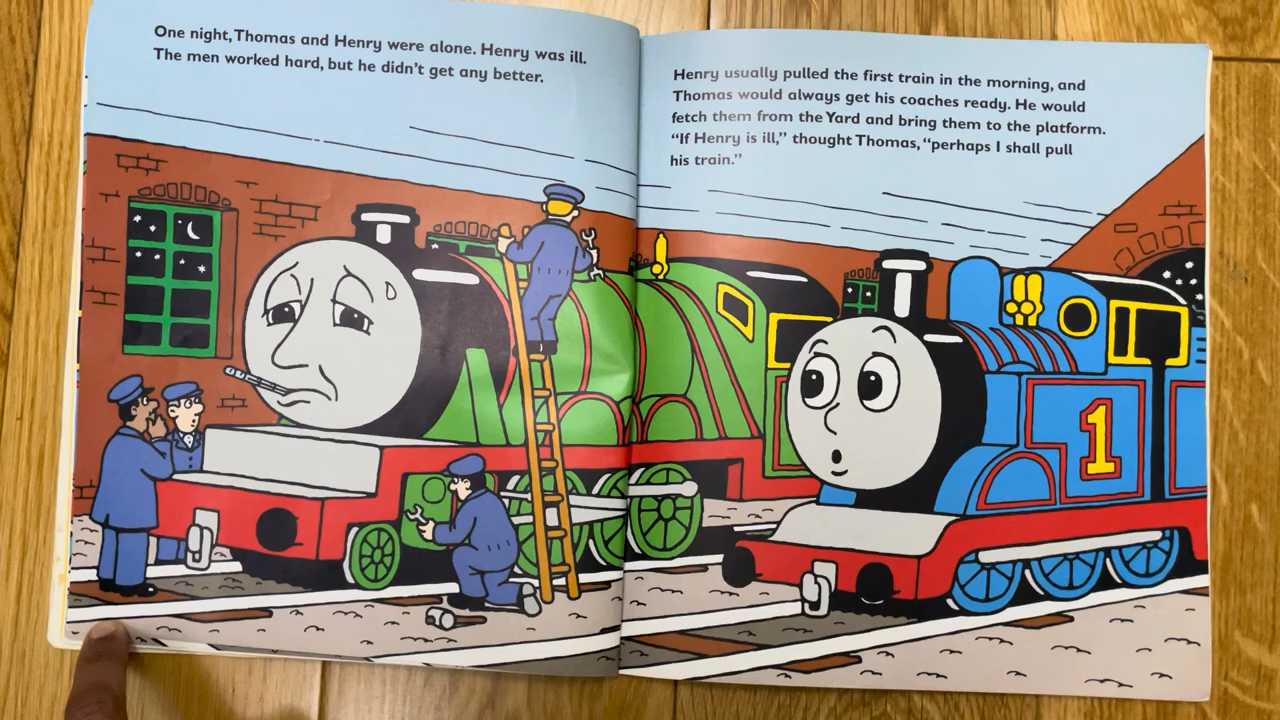 One night, Thomas and Henry were alone. Henry was ill.
The men worked hard, but he didn't get any better.
Henry usually pulled the first train in the morning, and
Thomas would always get his coaches ready. He would
fetch them from the Yard and bring them to the platform.
"If Henry is ill," thought Thomas, "perhaps I shall pull
his train."
1